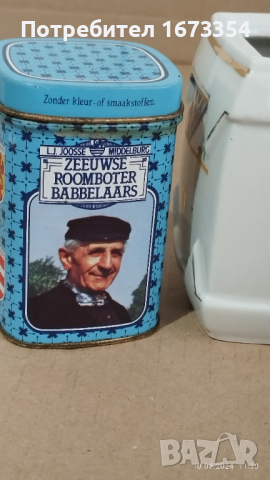 Потребител 1673354
Zonder kleur- of smaakstoffen.
L.J. JOOSSE MIDDELBURG
ZEEUWSE
ROOMBOTER
BABBELAARS
BAZAR